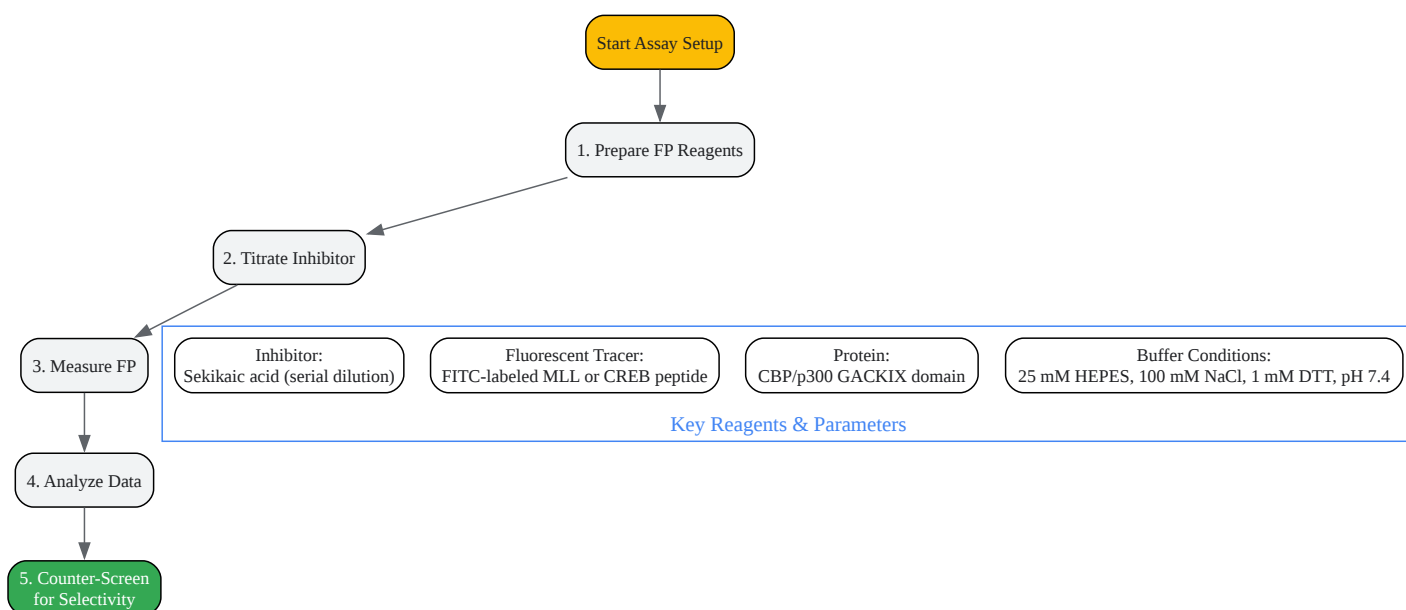 Start Assay Setup
1. Prepare FP Reagents
2. Titrate Inhibitor
3. Measure FP
Inhibitor:
Sekikaic acid (serial dilution)
Fluorescent Tracer:
FITC-labeled MLL or CREB peptide
Protein:
CBP/p300 GACKIX domain
Buffer Conditions:
25 mM HEPES, 100 mM NaCl, 1 mM DTT, pH 7.4
Key Reagents & Parameters
4. Analyze Data
5. Counter-Screen
for Selectivity